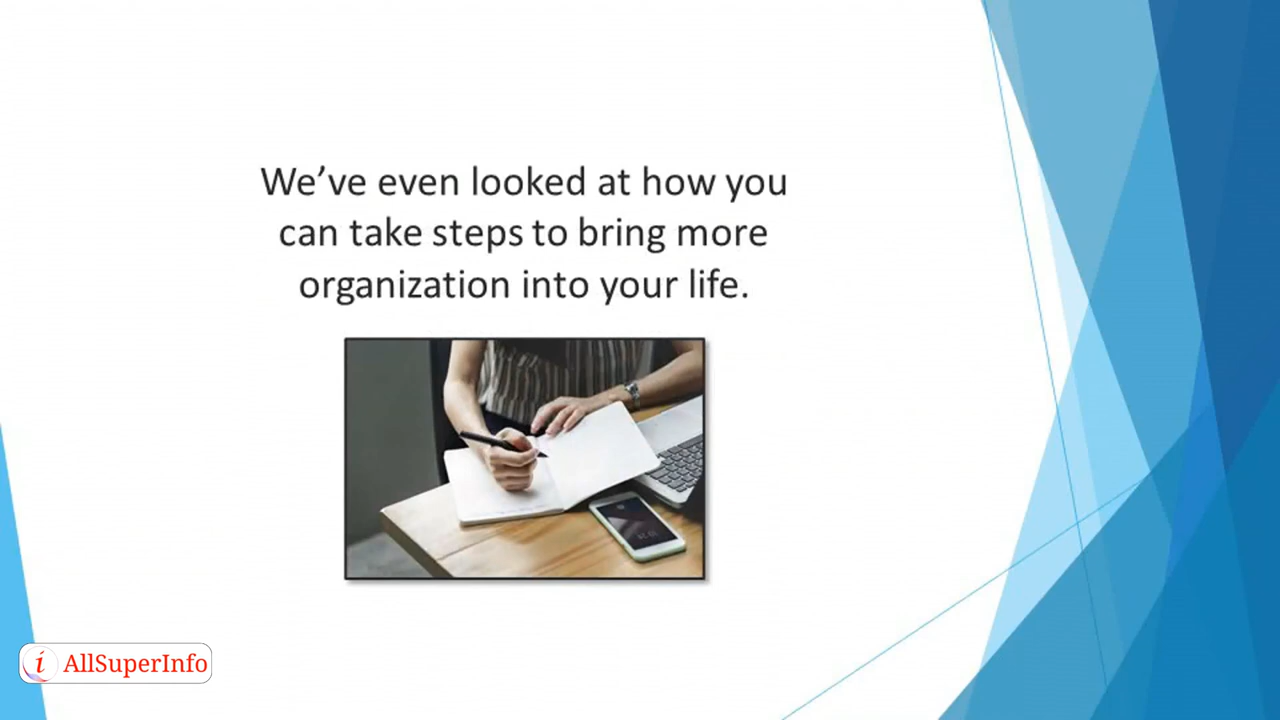 We've even looked at how you
can take steps to bring more
organization into your life.
i AllSuperInfo